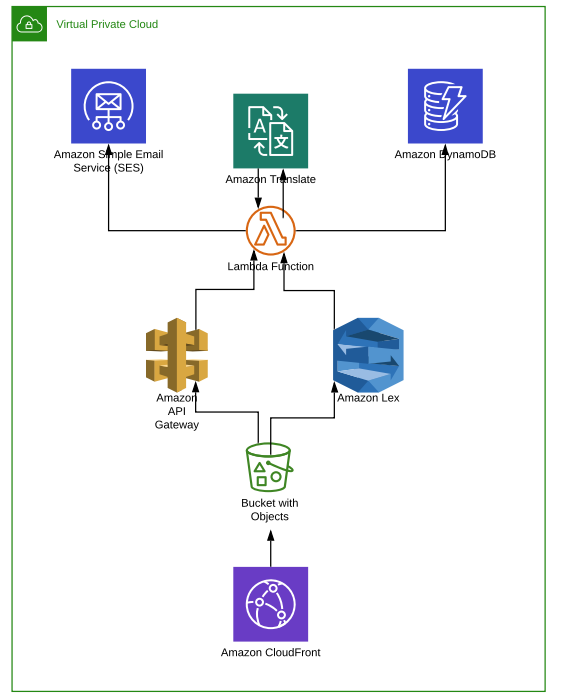 Virtual Private Cloud
Amazon Simple Email
Service (SES)
Amazon Translate
Amazon DynamoDB
Lambda Function
Amazon
API
Gateway
Amazon Lex
Bucket with
Objects
Amazon CloudFront